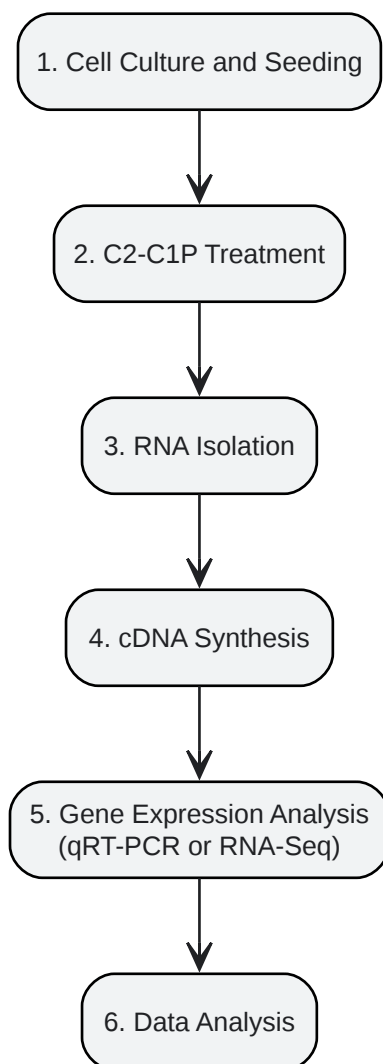 1. Cell Culture and Seeding
2. C2-C1P Treatment
3. RNA Isolation
4. cDNA Synthesis
5. Gene Expression Analysis
(qRT-PCR or RNA-Seq)
6. Data Analysis